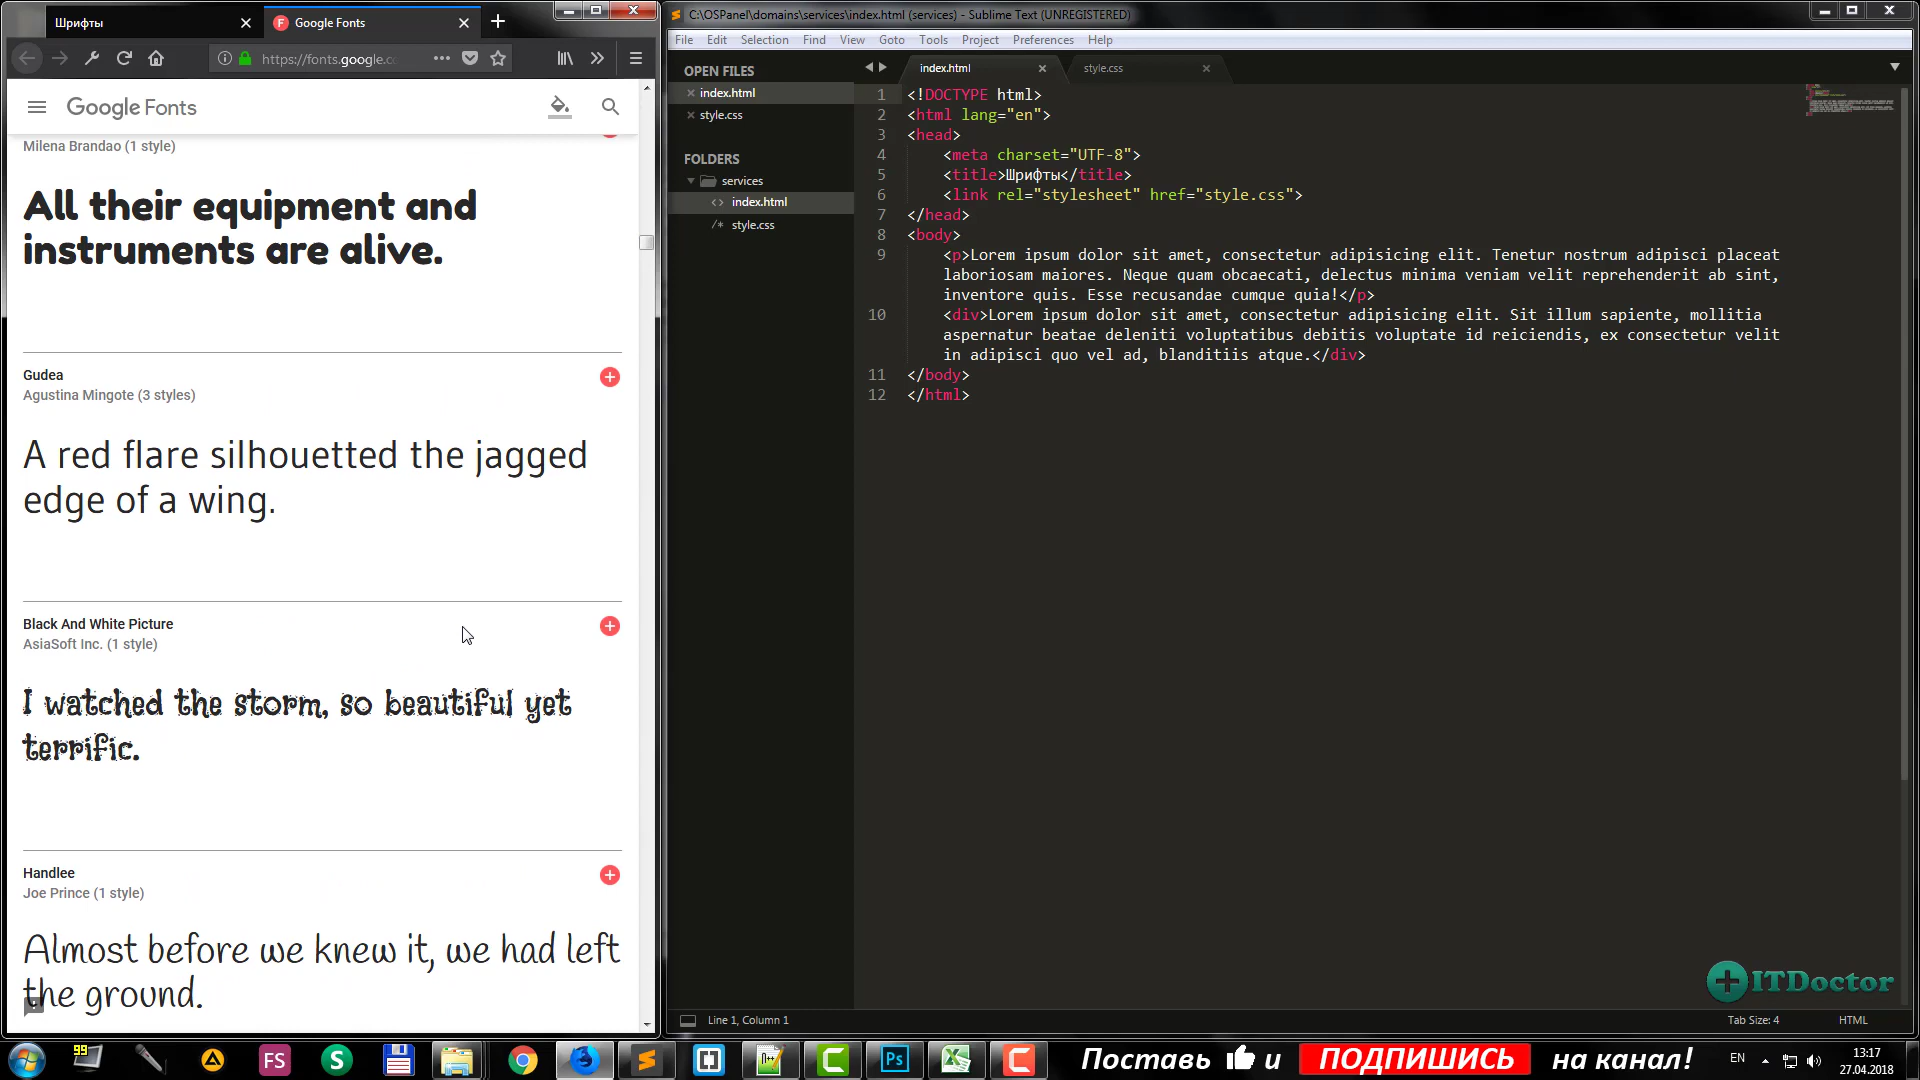 Шрифты
Google Fonts
https://fonts.google.co
Google Fonts
Milena Brandao (1 style)
All their equipment and
instruments are alive.
Gudea
Agustina Mingote (3 styles)
A red flare silhouetted the jagged
edge of a wing.
Black And White Picture
AsiaSoft Inc. (1 style)
I watched the storm, so beautiful yet
terrific.
Handlee
Joe Prince (1 style)
Almost before we knew it, we had left
the ground.
C:\OSPanel\domains\services\index.html (services) - Sublime Text (UNREGISTERED)
File Edit Selection Find View Goto Tools Project Preferences Help
OPEN FILES
index.html
style.css
FOLDERS
services
<> index.html
/* style.css
index.html
style.css
1 <!DOCTYPE html>
2 <html lang="en">
3 <head>
4 <meta charset="UTF-8">
5 <title>Шрифты</title>
6 <link rel="stylesheet" href="style.css">
7 </head>
8 <body>
9 <p>Lorem ipsum dolor sit amet, consectetur adipisicing elit. Tenetur nostrum adipisci placeat
laboriosam maiores. Neque quam obcaecati, delectus minima veniam velit reprehenderit ab sint,
inventore quis. Esse recusandae cumque quia!</p>
10 <div>Lorem ipsum dolor sit amet, consectetur adipisicing elit. Sit illum sapiente, mollitia
aspernatur beatae deleniti voluptatibus debitis voluptate id reiciendis, ex consectetur velit
in adipisci quo vel ad, blanditiis atque.</div>
11 </body>
12 </html>
ITDoctor
Line 1, Column 1
Tab Size: 4
HTML
99
FS
S
Ps
Поставь и ПОДПИШИСЬ на канал!
EN
13:17
27.04.2018